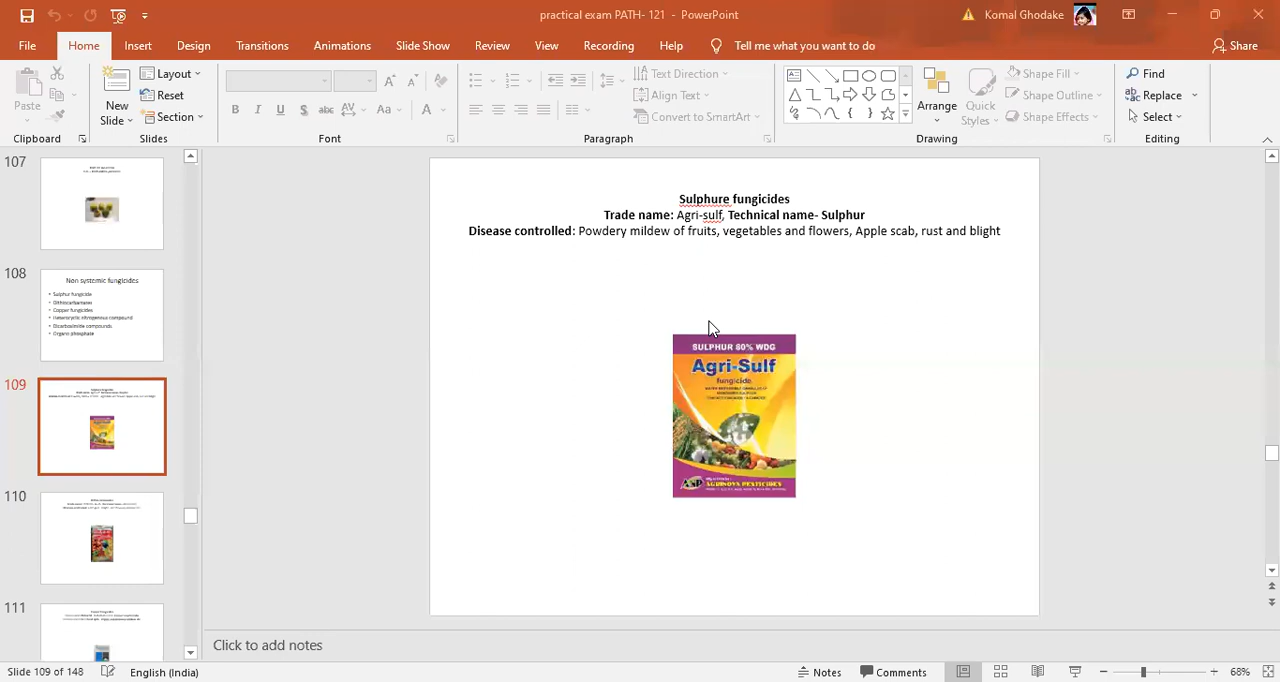 practical exam PATH- 121 - PowerPoint
Komal Ghodake
File
Home
Insert
Design
Transitions
Animations
Slide Show
Review
View
Recording
Help
Tell me what you want to do
Share
Paste
New
Slide
Layout
Reset
Section
Text Direction
Align Text
Convert to SmartArt
Arrange
Quick
Styles
Shape Fill
Shape Outline
Shape Effects
Find
Replace
Select
Clipboard
Slides
Font
Paragraph
Drawing
Editing
107
108
Non systemic fungicides
• Sulphur fungicide
• Dithiocarbamates
• Copper fungicides
• Heterocyclic nitrogenous compound
• Dicarboximide compounds
• Organo phosphate
109
110
111
Sulphure fungicides
Trade name: Agri-sulf, Technical name- Sulphur
Disease controlled: Powdery mildew of fruits, vegetables and flowers, Apple scab, rust and blight
SULPHUR 80% WDG
Agri-Sulf
fungicide
AGRINOVA PESTICIDES
Click to add notes
Slide 109 of 148
English (India)
Notes
Comments
68%